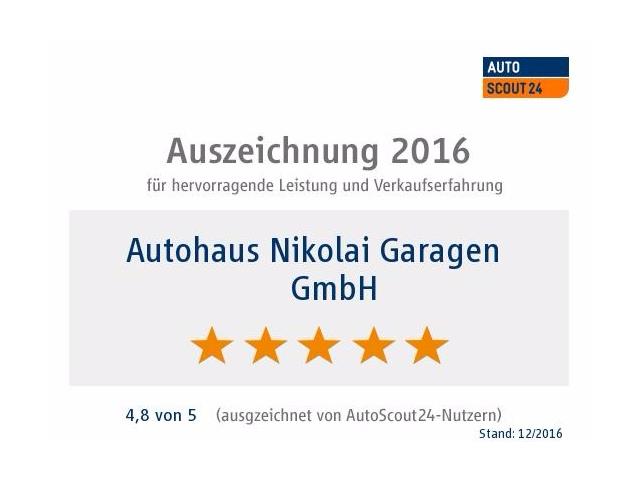 AUTO
SCOUT24
Auszeichnung 2016
für hervorragende Leistung und Verkaufserfahrung
Autohaus Nikolai Garagen
GmbH
4,8 von 5 (ausgzeichnet von AutoScout24-Nutzern)
Stand: 12/2016